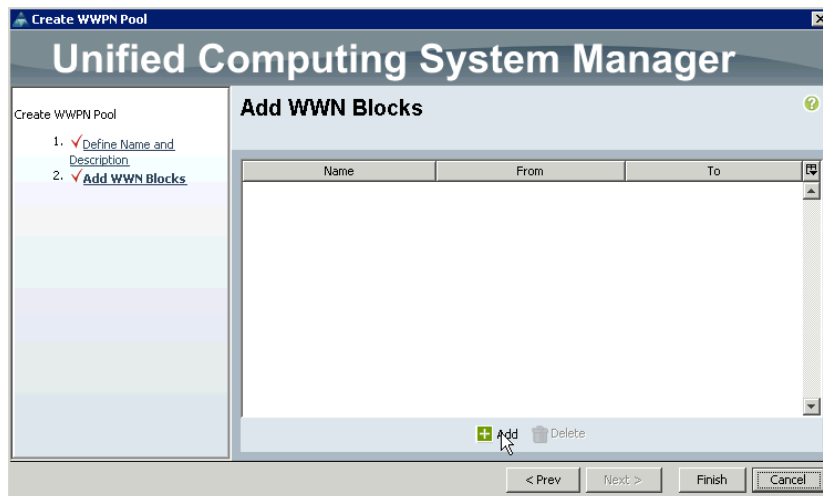 Create WWPN Pool
Unified Computing System Manager
Create WWPN Pool
1. Define Name and
Description
2. Add WWN Blocks
Add WWN Blocks
Name From To
Add Delete
< Prev Next > Finish Cancel